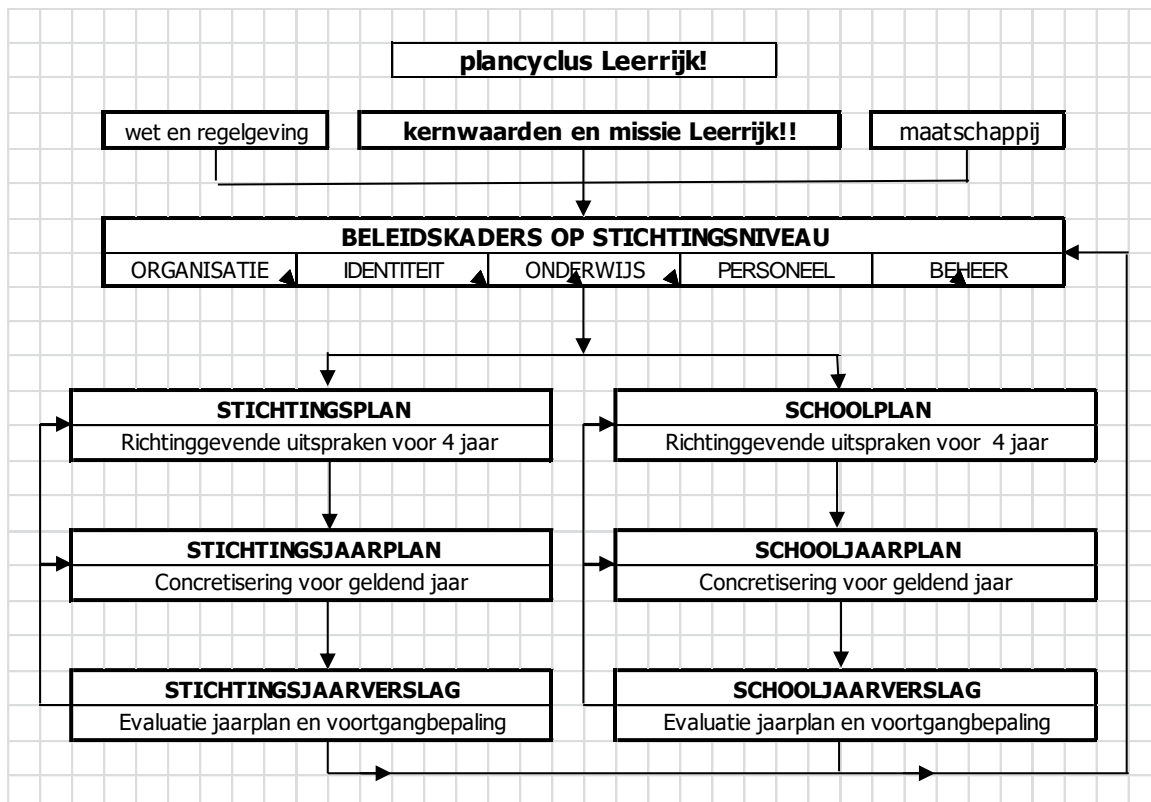 plancyclus Leerrijk!
wet en regelgeving
kernwaarden en missie Leerrijk!!
maatschappij
BELEIDSKADERS OP STICHTINGSNIVEAU
ORGANISATIE IDENTITEIT ONDERWIJS PERSONEEL BEHEER
STICHTINGSPLAN
Richtinggevende uitspraken voor 4 jaar
SCHOOLPLAN
Richtinggevende uitspraken voor 4 jaar
STICHTINGSJAARPLAN
Concretisering voor geldend jaar
SCHOOLJAARPLAN
Concretisering voor geldend jaar
STICHTINGSJAARVERSLAG
Evaluatie jaarplan en voortgangbepaling
SCHOOLJAARVERSLAG
Evaluatie jaarplan en voortgangbepaling